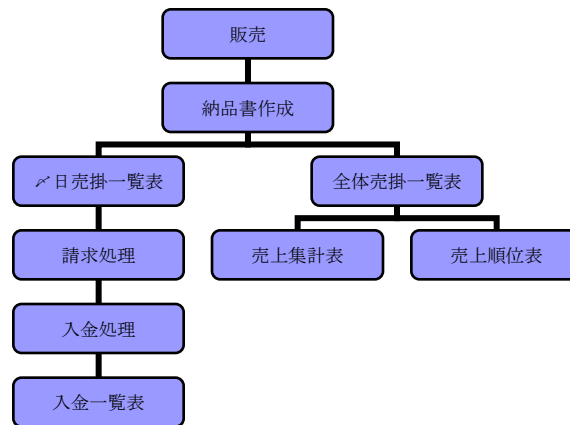 販売
納品書作成
〆日売掛一覧表
全体売掛一覧表
請求処理
売上集計表
売上順位表
入金処理
入金一覧表